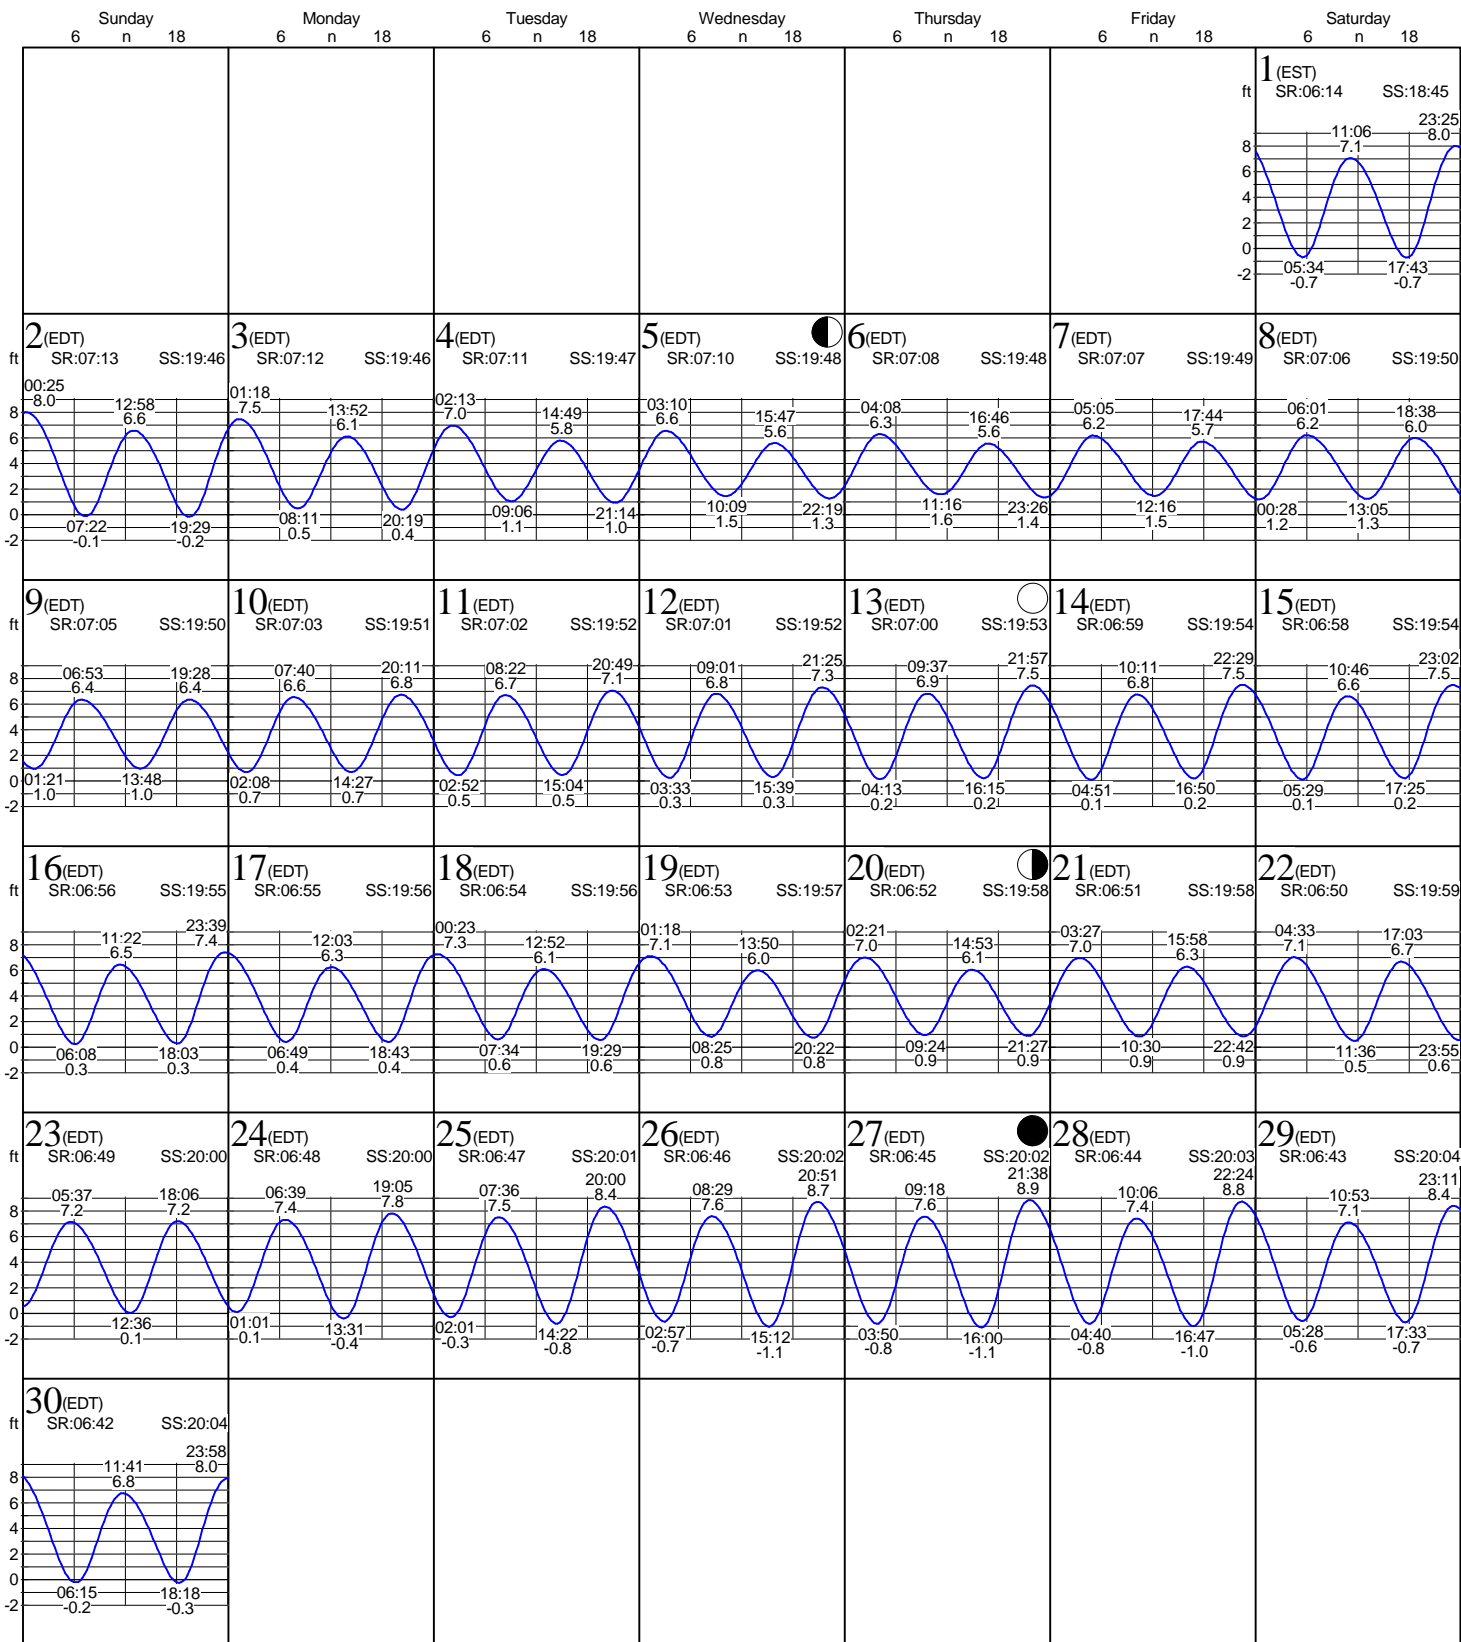 Sunday Monday Tuesday Wednesday Thursday Friday Saturday
6 n 18 6 n 18 6 n 18 6 n 18 6 n 18 6 n 18 6 n 18
1(EST)
ft SR:06:14 SS:18:45
23:25
11:06 8.0
8 7.1
6
4
2
0
05:34 17:43
-2 -0.7 -0.7
2(EDT) 3(EDT) 4(EDT) 5(EDT) 6(EDT) 7(EDT) 8(EDT)
ft SR:07:13 SS:19:46 SR:07:12 SS:19:46 SR:07:11 SS:19:47 SR:07:10 SS:19:48 SR:07:08 SS:19:48 SR:07:07 SS:19:49 SR:07:06 SS:19:50
00:25 12:58 01:18 13:52 02:13 14:49 03:10 15:47 04:08 16:46 05:05 17:44 06:01 18:38
8.0 6.6 7.5 6.1 7.0 5.8 6.6 5.6 6.3 5.6 6.2 5.7 6.2 6.0
8
6
4
2
0
-2
07:22 19:29 08:11 20:19 09:06 21:14 10:09 22:19 11:16 23:26 12:16 00:28 13:05
-0.1 -0.2 0.5 0.4 1.1 1.0 1.5 1.3 1.6 1.4 1.5 1.2 1.3
9(EDT) 10(EDT) 11(EDT) 12(EDT) 13(EDT) 14(EDT) 15(EDT)
ft SR:07:05 SS:19:50 SR:07:03 SS:19:51 SR:07:02 SS:19:52 SR:07:01 SS:19:52 SR:07:00 SS:19:53 SR:06:59 SS:19:54 SR:06:58 SS:19:54
06:53 19:28 07:40 20:11 08:22 20:49 09:01 21:25 09:37 21:57 10:11 22:29 10:46 23:02
6.4 6.4 6.6 6.8 6.7 7.1 6.8 7.3 6.9 7.5 6.8 7.5 6.6 7.5
8
6
4
2
0
-2
01:21 13:48 02:08 14:27 02:52 15:04 03:33 15:39 04:13 16:15 04:51 16:50 05:29 17:25
1.0 1.0 0.7 0.7 0.5 0.5 0.3 0.3 0.2 0.2 0.1 0.2 0.1 0.2
16(EDT) 17(EDT) 18(EDT) 19(EDT) 20(EDT) 21(EDT) 22(EDT)
ft SR:06:56 SS:19:55 SR:06:55 SS:19:56 SR:06:54 SS:19:56 SR:06:53 SS:19:57 SR:06:52 SS:19:58 SR:06:51 SS:19:58 SR:06:50 SS:19:59
11:22 23:39 12:03 00:23 12:52 01:18 13:50 02:21 14:53 03:27 15:58 04:33 17:03
6.5 7.4 6.3 7.3 6.1 7.1 6.0 7.0 6.1 7.0 6.3 7.1 6.7
8
6
4
2
0
-2
06:08 18:03 06:49 18:43 07:34 19:29 08:25 20:22 09:24 21:27 10:30 22:42 11:36 23:55
0.3 0.3 0.4 0.4 0.6 0.6 0.8 0.8 0.9 0.9 0.9 0.9 0.5 0.6
23(EDT) 24(EDT) 25(EDT) 26(EDT) 27(EDT) 28(EDT) 29(EDT)
ft SR:06:49 SS:20:00 SR:06:48 SS:20:00 SR:06:47 SS:20:01 SR:06:46 SS:20:02 SR:06:45 SS:20:02 SR:06:44 SS:20:03 SR:06:43 SS:20:04
05:37 18:06 06:39 19:05 07:36 20:00 08:29 20:51 09:18 21:38 10:06 22:24 10:53 23:11
7.2 7.2 7.4 7.8 7.5 8.4 7.6 8.7 7.6 8.9 7.4 8.8 7.1 8.4
8
6
4
2
0
-2
12:36 01:01 13:31 02:01 14:22 02:57 15:12 03:50 16:00 04:40 16:47 05:28 17:33
0.1 0.1 -0.4 -0.3 -0.8 -0.7 -1.1 -0.8 -1.1 -0.8 -1.0 -0.6 -0.7
30(EDT)
ft SR:06:42 SS:20:04
23:58
11:41 8.0
8 6.8
6
4
2
0
06:15 18:18
-2 -0.2 -0.3